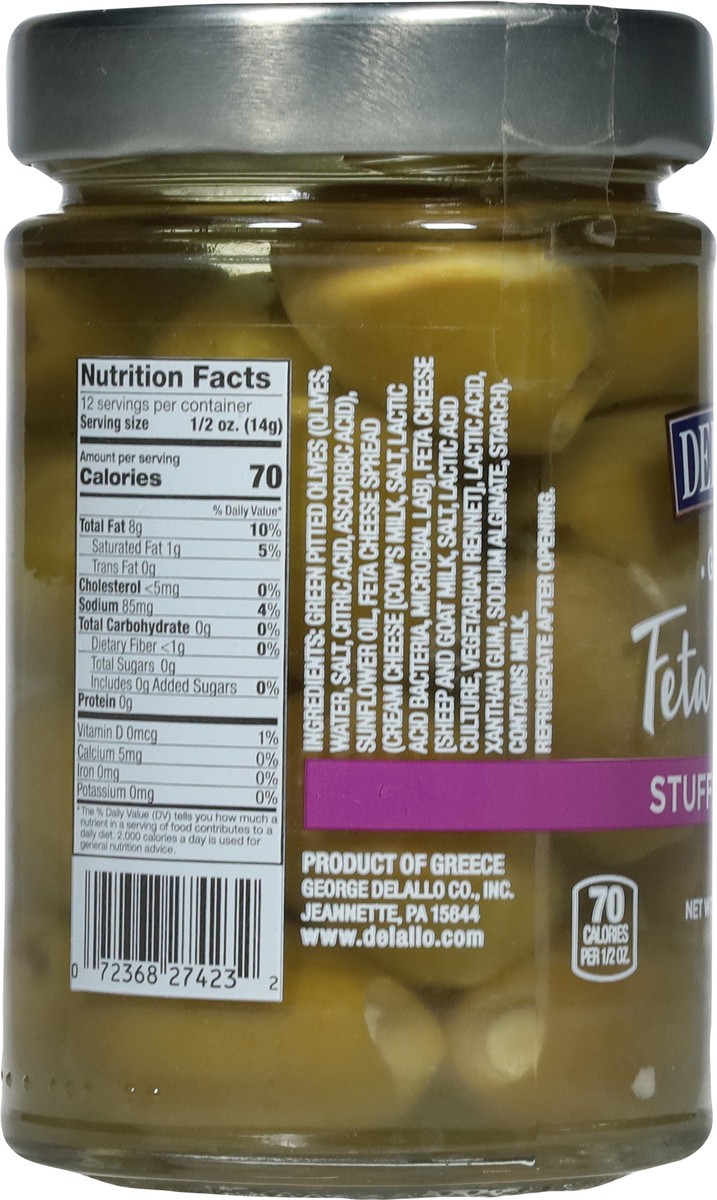 Nutrition Facts
12 servings per container
Serving size 1/2 oz. (14g)
Amount per serving
Calories 70
% Daily Value*
Total Fat 8g 10%
Saturated Fat 1g 5%
Trans Fat 0g
Cholesterol <5mg 0%
Sodium 85mg 4%
Total Carbohydrate 0g 0%
Dietary Fiber <1g 0%
Total Sugars 0g
Includes 0g Added Sugars 0%
Protein 0g
Vitamin D 0mcg 1%
Calcium 5mg 0%
Iron 0mg 0%
Potassium 0mg 0%
*The % Daily Value (DV) tells you how much a
nutrient in a serving of food contributes to a
daily diet. 2,000 calories a day is used for
general nutrition advice.
0 72368 27423 2
INGREDIENTS: GREEN PITTED OLIVES (OLIVES,
WATER, SALT, CITRIC ACID, ASCORBIC ACID),
SUNFLOWER OIL, FETA CHEESE SPREAD
(CREAM CHEESE [COW'S MILK, SALT, LACTIC
ACID BACTERIA, MICROBIAL LAB], FETA CHEESE
[SHEEP AND GOAT MILK, SALT, LACTIC ACID
CULTURE, VEGETARIAN RENNET], LACTIC ACID,
XANTHAN GUM, SODIUM ALGINATE, STARCH).
CONTAINS MILK.
REFRIGERATE AFTER OPENING.
PRODUCT OF GREECE
GEORGE DELALLO CO., INC.
JEANNETTE, PA 15644
www.delallo.com
DE
Feta
STUFF
70
CALORIES
PER 1/2 OZ.
NET W